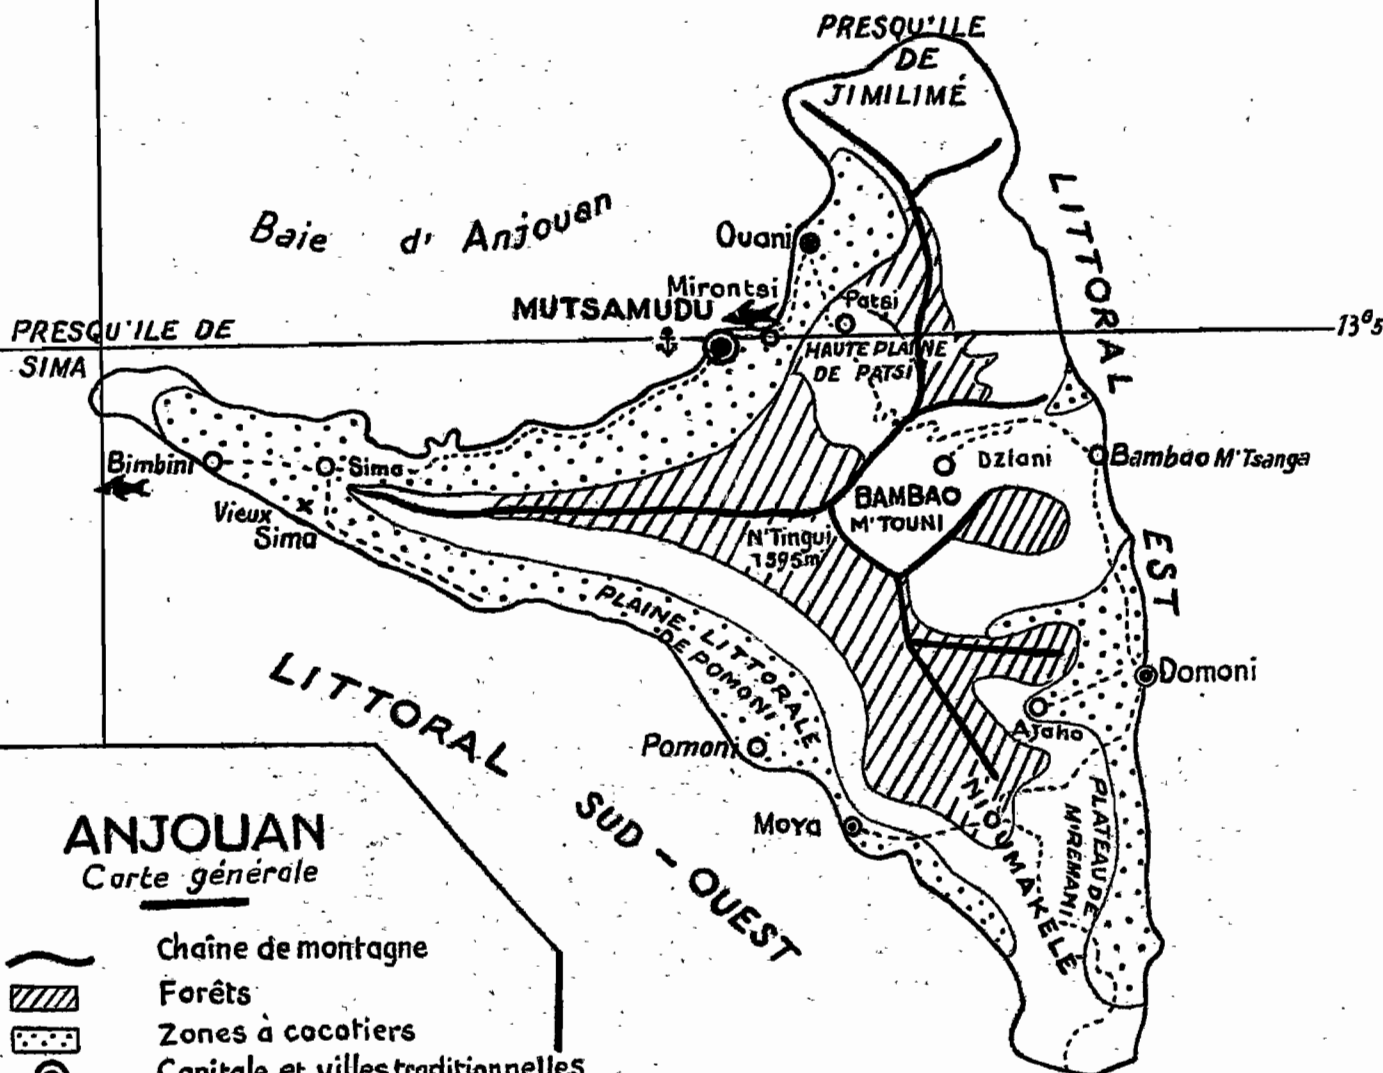 PRESQU'ILE
DE
JIMILIMÉ
LITTORAL
EST
Baie d' Anjouan
Ouani
Mirontsi
MUTSAMUDU
Patsi
HAUTE PLAINE
DE PATSI
13°5
PRESQU'ILE DE
SIMA
Bimbini
Sima
Vieux
Sima
Dziani
Bambao M'Tsanga
BAMBAO
M'TOUNI
N'Tingui
1595m
PLAINE LITTORALE
DE POMONI
Domoni
Ajaho
Pomoni
Moya
NIOUMAKELÉ
PLATEAU DE
M'REMANI
LITTORAL
SUD-OUEST
ANJOUAN
Carte générale
Chaîne de montagne
Forêts
Zones à cocotiers
Capitale et villes traditionnelles